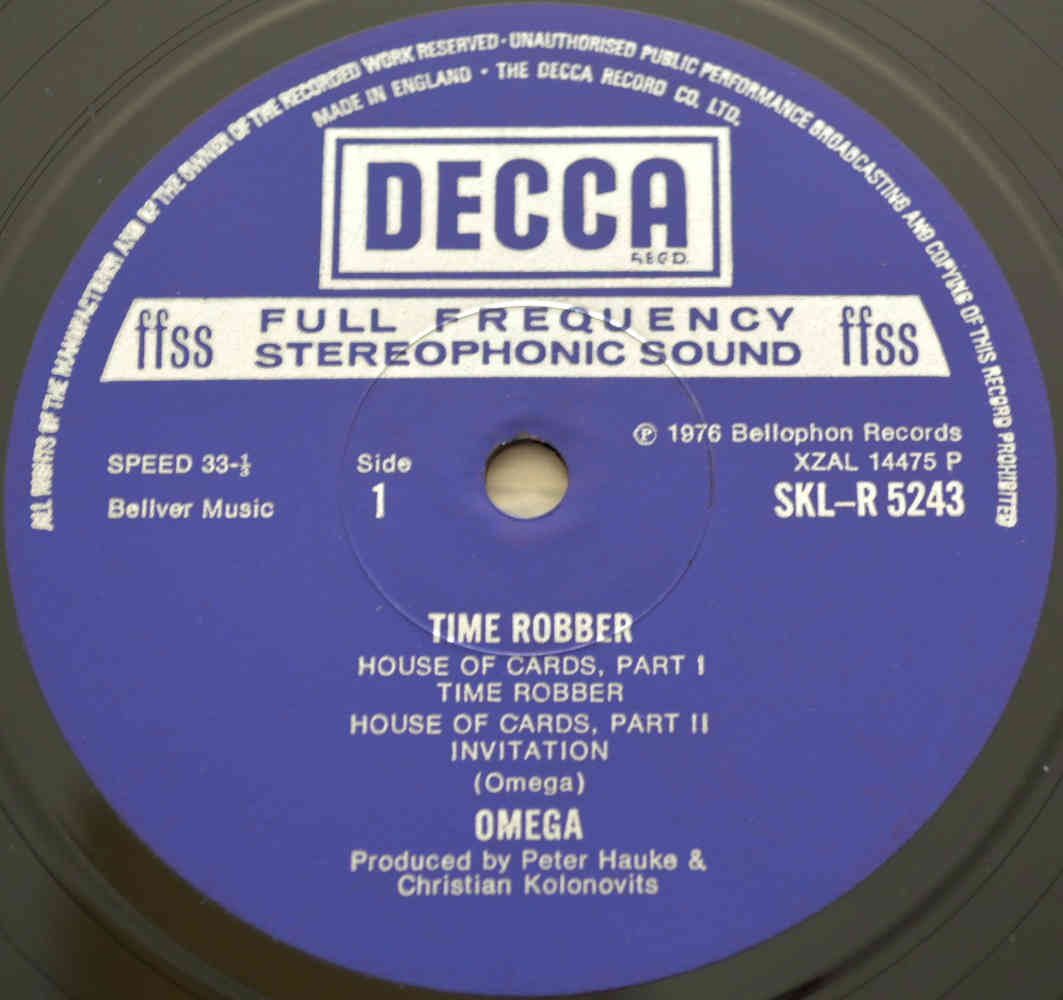 ALL RIGHTS OF THE MANUFACTURER AND OF THE OWNER OF THE RECORDED WORK RESERVED · UNAUTHORISED PUBLIC PERFORMANCE BROADCASTING AND COPYING OF THIS RECORD PROHIBITED
MADE IN ENGLAND · THE DECCA RECORD CO. LTD.
DECCA
REGD.
ffss FULL FREQUENCY ffss
STEREOPHONIC SOUND
℗ 1976 Bellophon Records
SPEED 33-⅓ Side XZAL 14475 P
Bellver Music 1 SKL–R 5243
TIME ROBBER
HOUSE OF CARDS, PART I
TIME ROBBER
HOUSE OF CARDS, PART II
INVITATION
(Omega)
OMEGA
Produced by Peter Hauke &
Christian Kolonovits